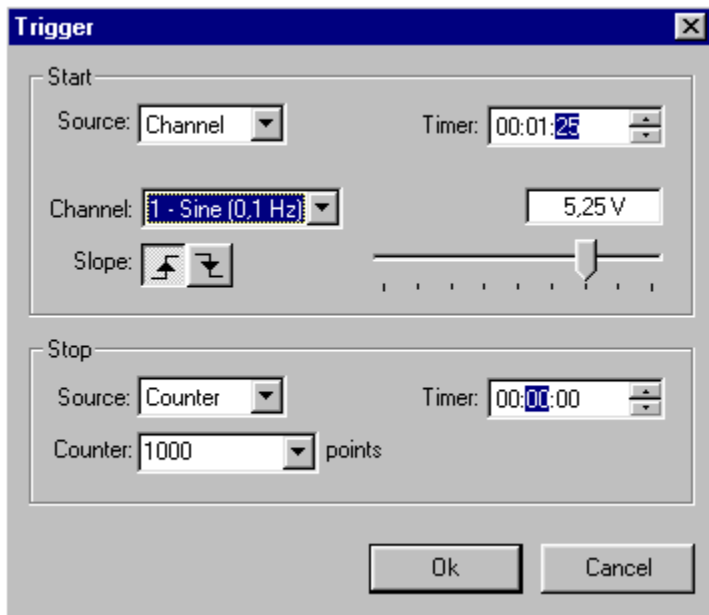 Trigger
Start
Source: Channel Timer: 00:01:25
Channel: 1 - Sine (0,1 Hz) 5,25 V
Slope:
Stop
Source: Counter Timer: 00:00:00
Counter: 1000 points
Ok Cancel